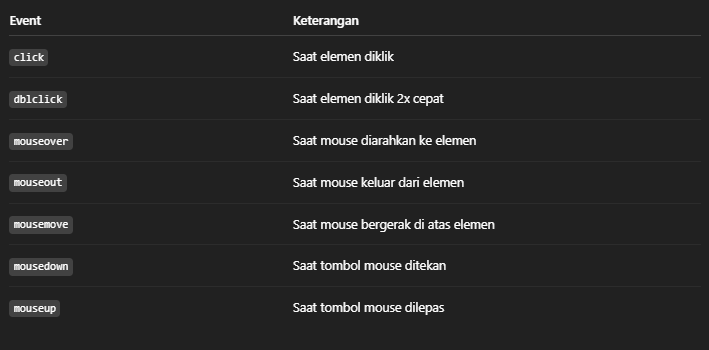 Event Keterangan
click Saat elemen diklik
dblclick Saat elemen diklik 2x cepat
mouseover Saat mouse diarahkan ke elemen
mouseout Saat mouse keluar dari elemen
mousemove Saat mouse bergerak di atas elemen
mousedown Saat tombol mouse ditekan
mouseup Saat tombol mouse dilepas